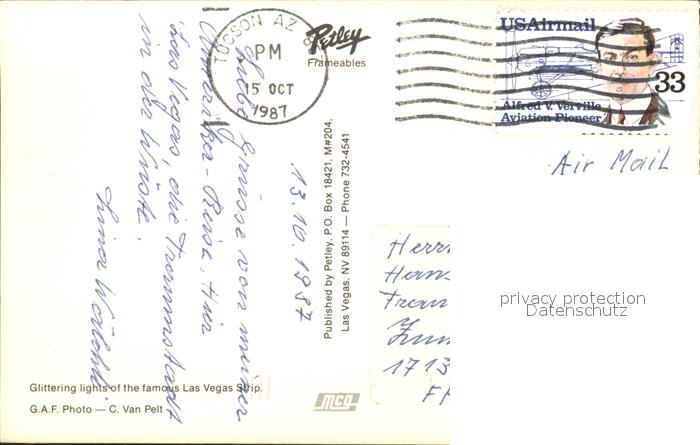 TUCSON AZ
PM
15 OCT
1987
Petley
Frameables
USAirmail
33
Alfred V. Verville
Aviation Pioneer
Air Mail
13.10.1987
Liebe Grüsse von meiner
Amerika-Reise. Hier
Las Vegas, die Traumstadt
in der Wüste.
Published by Petley, P.O. Box 18421, M#204,
Las Vegas, NV 89114 — Phone 732-4541
Herrn
Hans
1713
privacy protection
Datenschutz
Glittering lights of the famous Las Vegas Strip.
G.A.F. Photo — C. Van Pelt
mcg